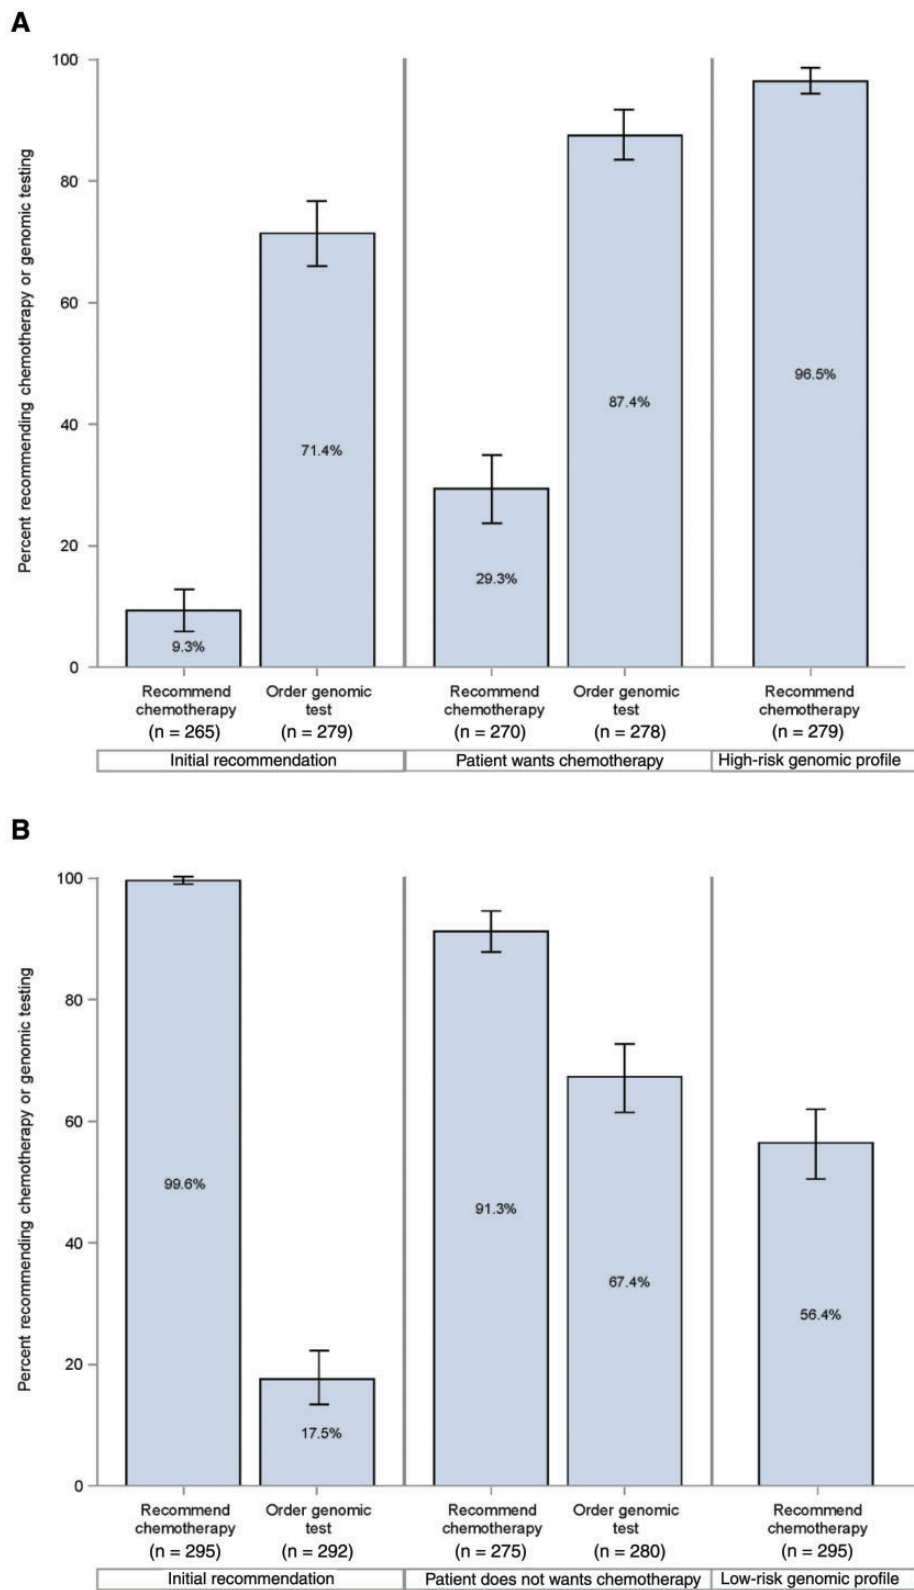 A
Percent recommending chemotherapy or genomic testing
100
80
60
40
20
0
9.3%
71.4%
29.3%
87.4%
96.5%
Recommend chemotherapy (n = 265)
Order genomic test (n = 279)
Recommend chemotherapy (n = 270)
Order genomic test (n = 278)
Recommend chemotherapy (n = 279)
Initial recommendation
Patient wants chemotherapy
High-risk genomic profile
B
Percent recommending chemotherapy or genomic testing
100
80
60
40
20
0
99.6%
17.5%
91.3%
67.4%
56.4%
Recommend chemotherapy (n = 295)
Order genomic test (n = 292)
Recommend chemotherapy (n = 275)
Order genomic test (n = 280)
Recommend chemotherapy (n = 295)
Initial recommendation
Patient does not wants chemotherapy
Low-risk genomic profile